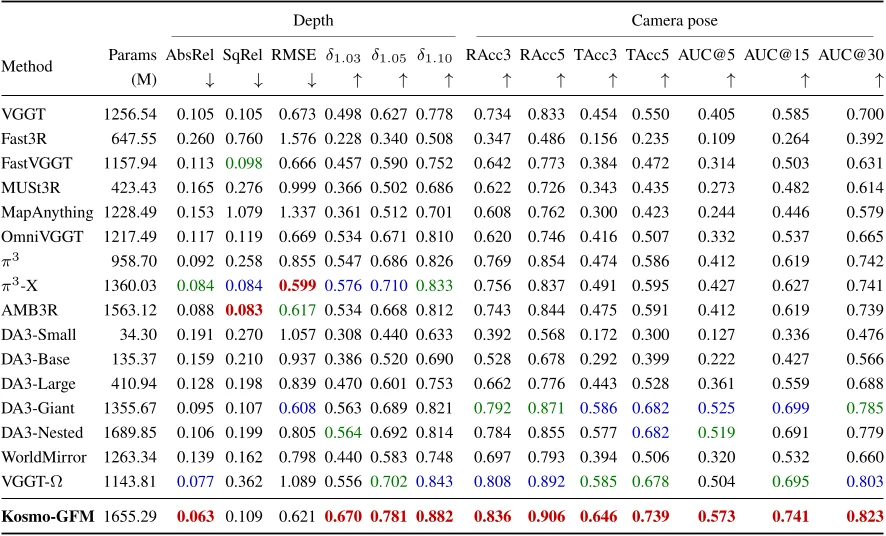 Depth Camera pose
Method Params AbsRel SqRel RMSE δ1.03 δ1.05 δ1.10 RAcc3 RAcc5 TAcc3 TAcc5 AUC@5 AUC@15 AUC@30
(M) ↓ ↓ ↓ ↑ ↑ ↑ ↑ ↑ ↑ ↑ ↑ ↑ ↑
VGGT 1256.54 0.105 0.105 0.673 0.498 0.627 0.778 0.734 0.833 0.454 0.550 0.405 0.585 0.700
Fast3R 647.55 0.260 0.760 1.576 0.228 0.340 0.508 0.347 0.486 0.156 0.235 0.109 0.264 0.392
FastVGGT 1157.94 0.113 0.098 0.666 0.457 0.590 0.752 0.642 0.773 0.384 0.472 0.314 0.503 0.631
MUSt3R 423.43 0.165 0.276 0.999 0.366 0.502 0.686 0.622 0.726 0.343 0.435 0.273 0.482 0.614
MapAnything 1228.49 0.153 1.079 1.337 0.361 0.512 0.701 0.608 0.762 0.300 0.423 0.244 0.446 0.579
OmniVGGT 1217.49 0.117 0.119 0.669 0.534 0.671 0.810 0.620 0.746 0.416 0.507 0.332 0.537 0.665
π³ 958.70 0.092 0.258 0.855 0.547 0.686 0.826 0.769 0.854 0.474 0.586 0.412 0.619 0.742
π³-X 1360.03 0.084 0.084 0.599 0.576 0.710 0.833 0.756 0.837 0.491 0.595 0.427 0.627 0.741
AMB3R 1563.12 0.088 0.083 0.617 0.534 0.668 0.812 0.743 0.844 0.475 0.591 0.412 0.619 0.739
DA3-Small 34.30 0.191 0.270 1.057 0.308 0.440 0.633 0.392 0.568 0.172 0.300 0.127 0.336 0.476
DA3-Base 135.37 0.159 0.210 0.937 0.386 0.520 0.690 0.528 0.678 0.292 0.399 0.222 0.427 0.566
DA3-Large 410.94 0.128 0.198 0.839 0.470 0.601 0.753 0.662 0.776 0.443 0.528 0.361 0.559 0.688
DA3-Giant 1355.67 0.095 0.107 0.608 0.563 0.689 0.821 0.792 0.871 0.586 0.682 0.525 0.699 0.785
DA3-Nested 1689.85 0.106 0.199 0.805 0.564 0.692 0.814 0.784 0.855 0.577 0.682 0.519 0.691 0.779
WorldMirror 1263.34 0.139 0.162 0.798 0.440 0.583 0.748 0.697 0.793 0.394 0.506 0.320 0.532 0.660
VGGT-Ω 1143.81 0.077 0.362 1.089 0.556 0.702 0.843 0.808 0.892 0.585 0.678 0.504 0.695 0.803
Kosmo-GFM 1655.29 0.063 0.109 0.621 0.670 0.781 0.882 0.836 0.906 0.646 0.739 0.573 0.741 0.823